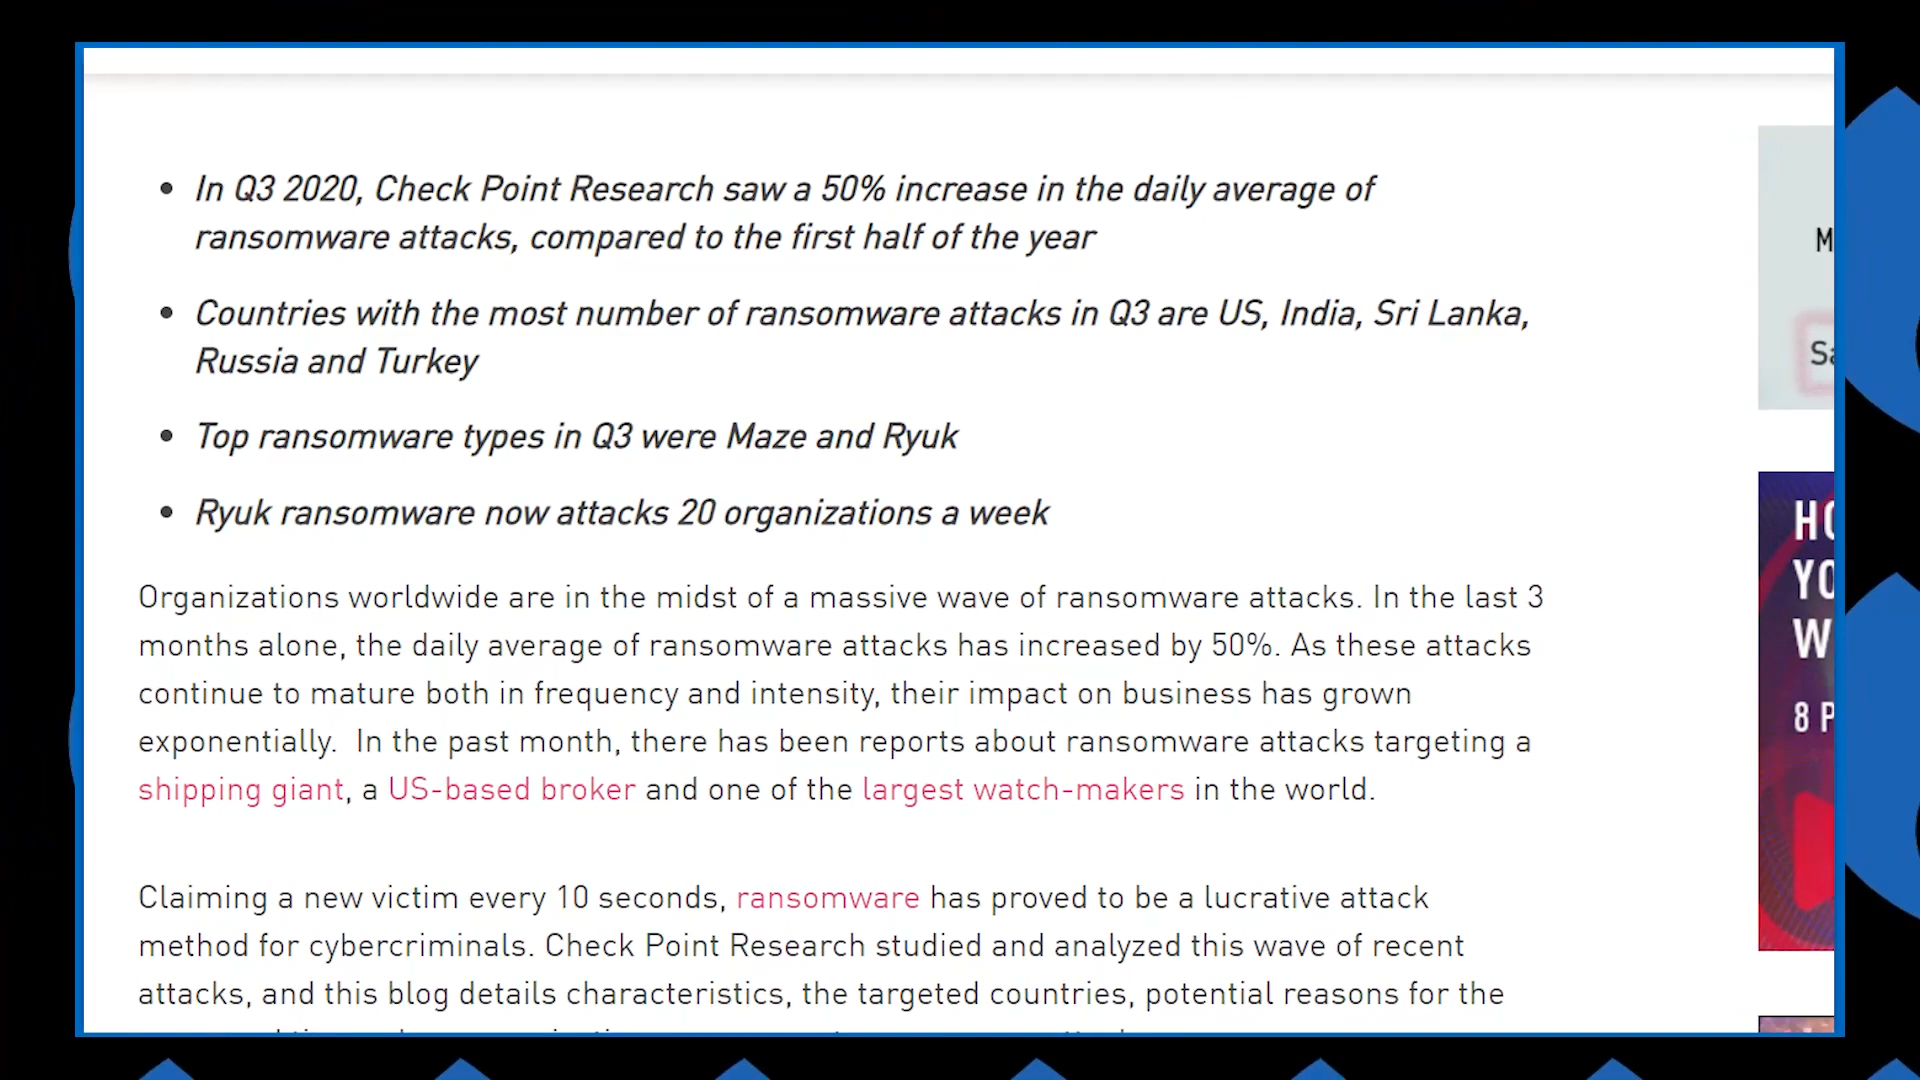 In Q3 2020, Check Point Research saw a 50% increase in the daily average of
ransomware attacks, compared to the first half of the year
Countries with the most number of ransomware attacks in Q3 are US, India, Sri Lanka,
Russia and Turkey
Top ransomware types in Q3 were Maze and Ryuk
Ryuk ransomware now attacks 20 organizations a week
Organizations worldwide are in the midst of a massive wave of ransomware attacks. In the last 3
months alone, the daily average of ransomware attacks has increased by 50%. As these attacks
continue to mature both in frequency and intensity, their impact on business has grown
exponentially.  In the past month, there has been reports about ransomware attacks targeting a
shipping giant, a US-based broker and one of the largest watch-makers in the world.
Claiming a new victim every 10 seconds, ransomware has proved to be a lucrative attack
method for cybercriminals. Check Point Research studied and analyzed this wave of recent
attacks, and this blog details characteristics, the targeted countries, potential reasons for the
8 P